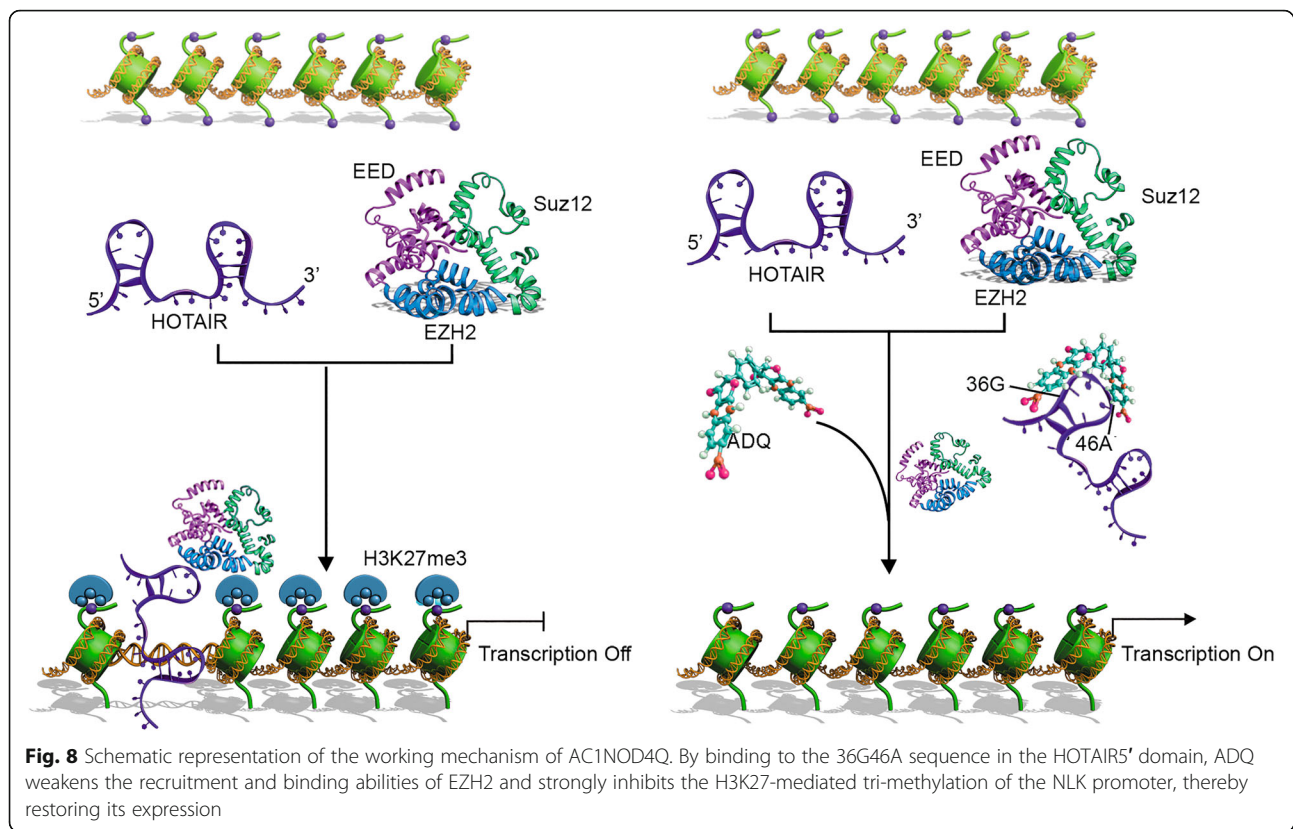 EED
Suz12
5’
3’
HOTAIR
EZH2
H3K27me3
Transcription Off
EED
Suz12
5’
3’
HOTAIR
EZH2
36G
46A
ADQ
Transcription On
Fig. 8 Schematic representation of the working mechanism of AC1NOD4Q. By binding to the 36G46A sequence in the HOTAIR5′ domain, ADQ
weakens the recruitment and binding abilities of EZH2 and strongly inhibits the H3K27-mediated tri-methylation of the NLK promoter, thereby
restoring its expression